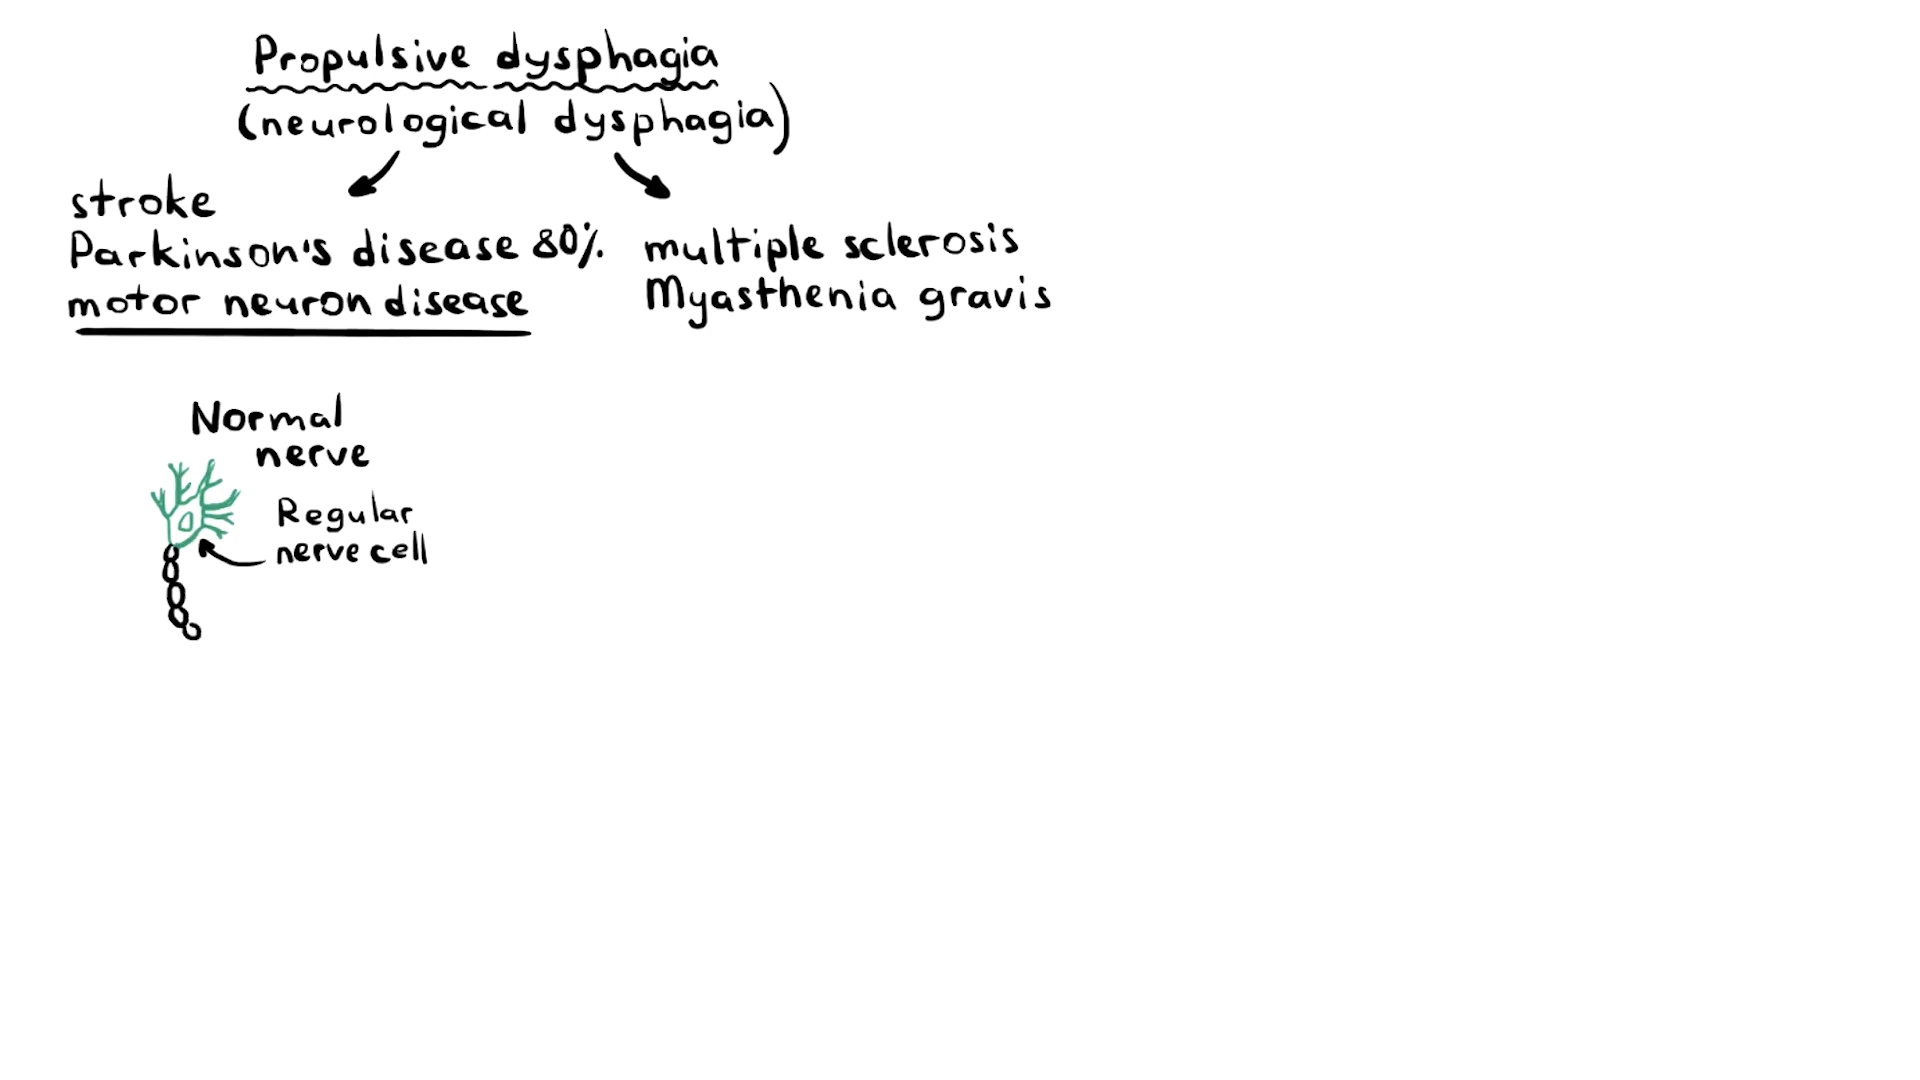 Propulsive dysphagia
(neurological dysphagia)
stroke
Parkinson's disease 80%
motor neuron disease
multiple sclerosis
Myasthenia gravis
Normal
nerve
Regular
nerve cell